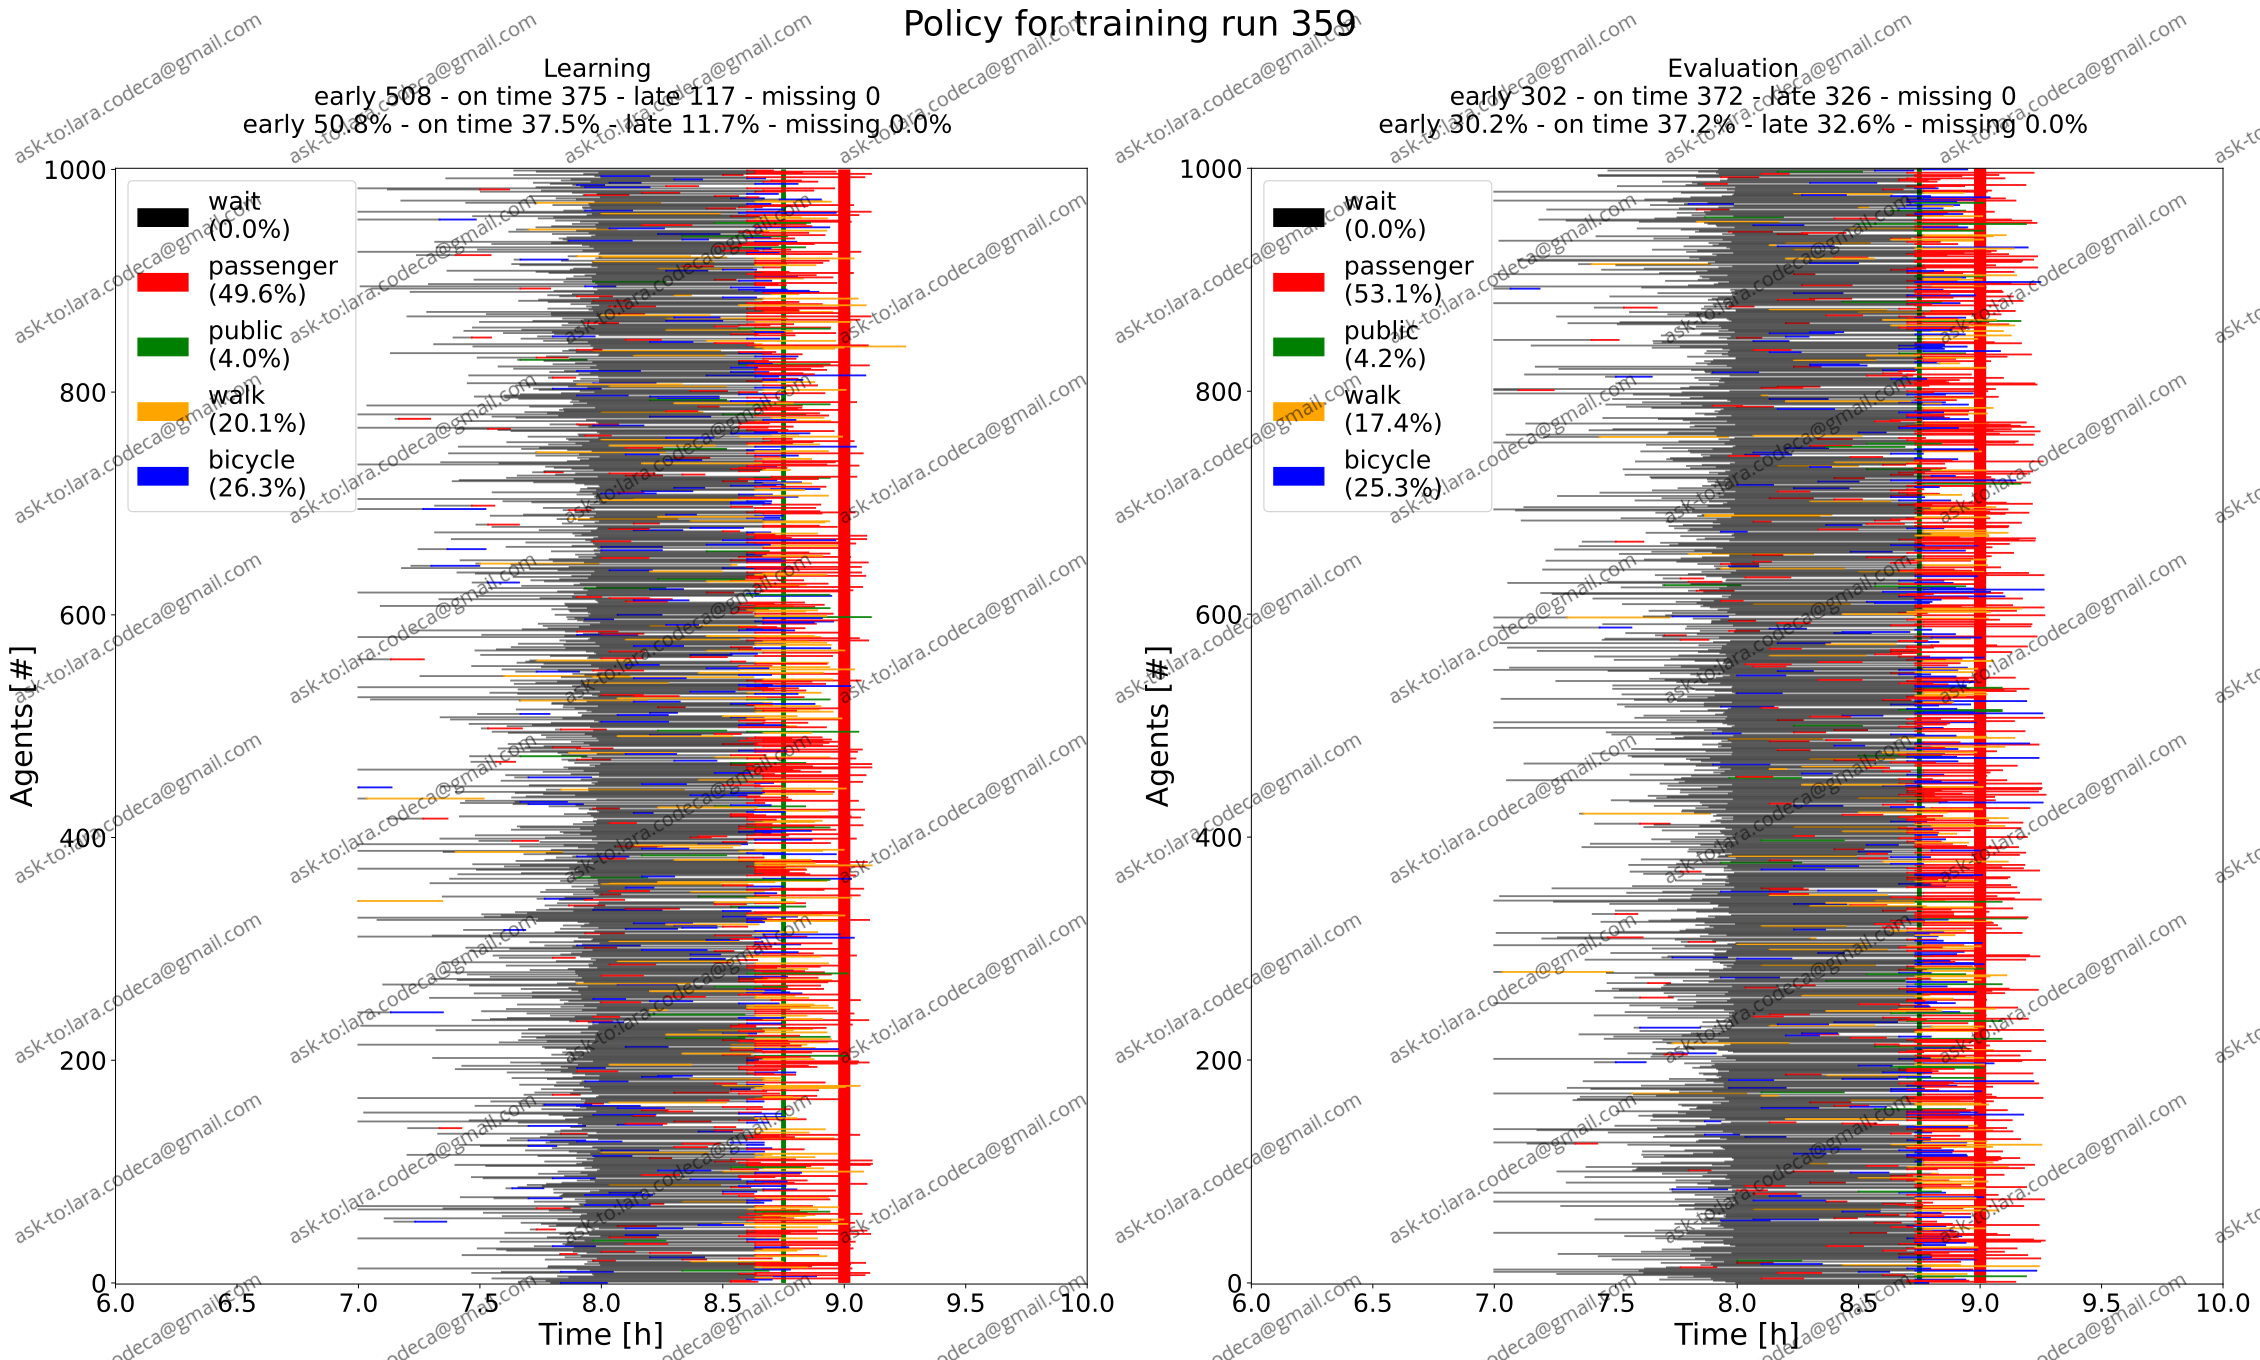 Policy for training run 359
Learning
early 508 - on time 375 - late 117 - missing 0
early 50.8% - on time 37.5% - late 11.7% - missing 0.0%
Evaluation
early 302 - on time 372 - late 326 - missing 0
early 30.2% - on time 37.2% - late 32.6% - missing 0.0%
wait
(0.0%)
passenger
(49.6%)
public
(4.0%)
walk
(20.1%)
bicycle
(26.3%)
1000
800
600
400
200
0
Agents [#]
6.0 6.5 7.0 7.5 8.0 8.5 9.0 9.5 10.0
Time [h]
wait
(0.0%)
passenger
(53.1%)
public
(4.2%)
walk
(17.4%)
bicycle
(25.3%)
1000
800
600
400
200
0
Agents [#]
6.0 6.5 7.0 7.5 8.0 8.5 9.0 9.5 10.0
Time [h]
ask-to:lara.codeca@gmail.com